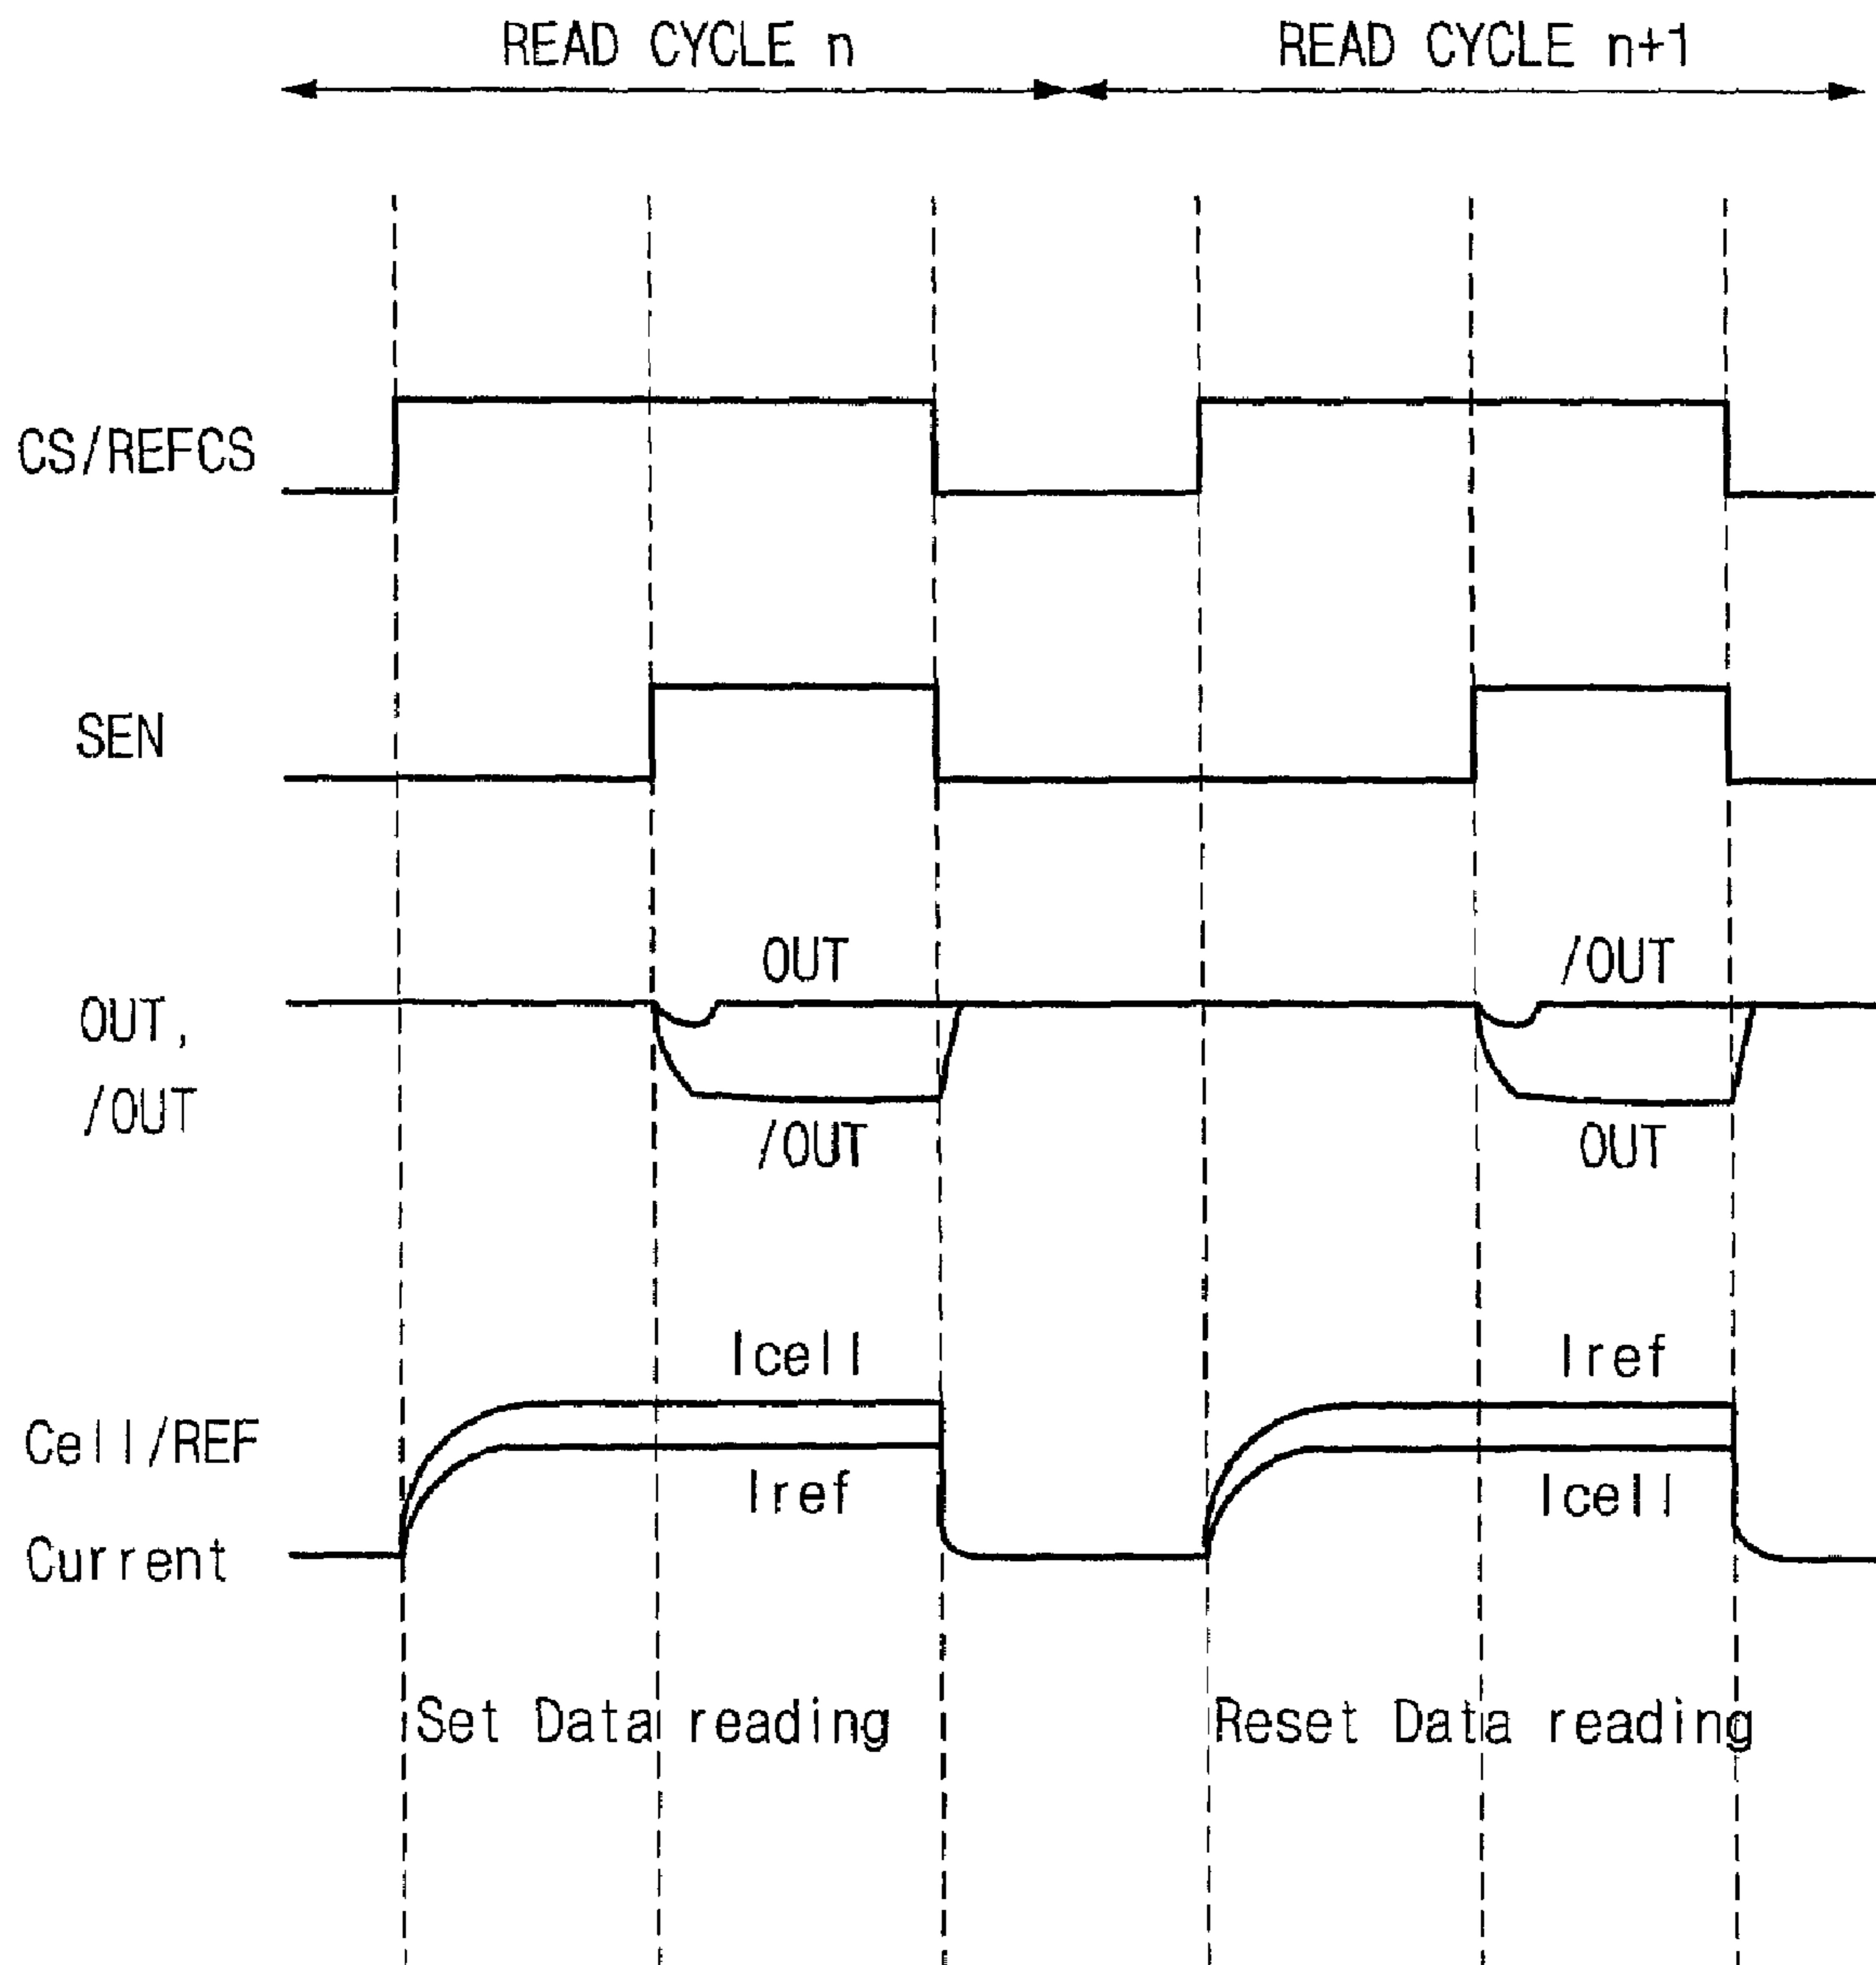 READ CYCLE n
READ CYCLE n+1
CS/REFCS
SEN
OUT
/OUT
OUT,
/OUT
/OUT
OUT
Icell
Iref
Cell/REF
Iref
Icell
Current
Set Data reading
Reset Data reading